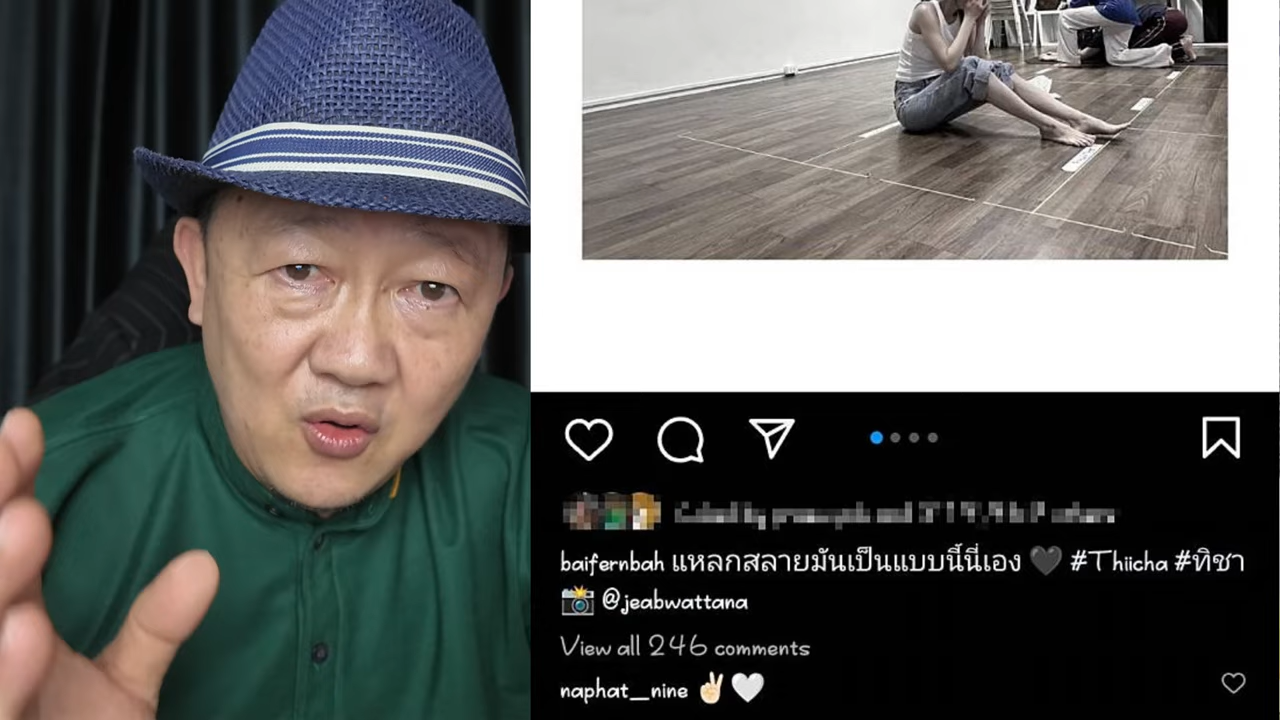 baifernbah แหลกสลายมันเป็นแบบนี้นี่เอง 🖤 #Thiicha #ทิชา
📸 @jeabwattana
View all 246 comments
naphat_nine ✌🏻🤍